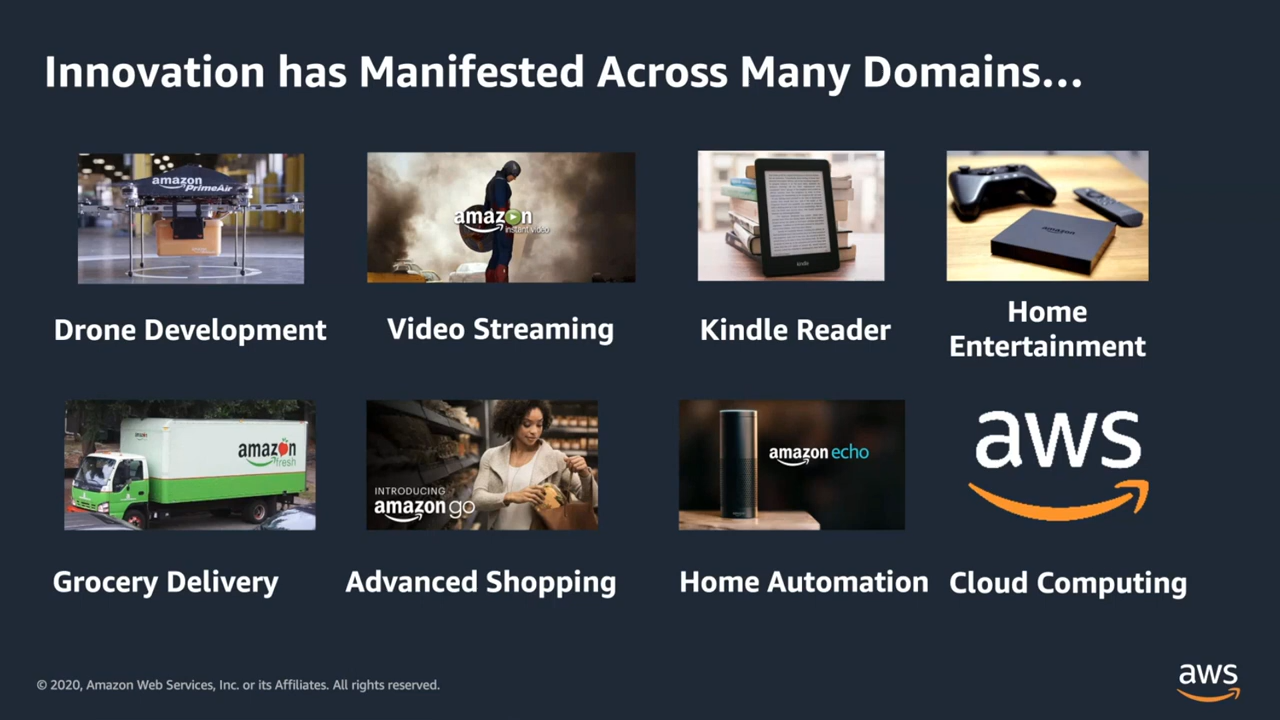 Innovation has Manifested Across Many Domains...
amazon
PrimeAir
amazon
instant video
kindle
amazon
Drone Development
Video Streaming
Kindle Reader
Home
Entertainment
amazon
fresh
INTRODUCING
amazon go
amazon echo
aws
Grocery Delivery
Advanced Shopping
Home Automation
Cloud Computing
© 2020, Amazon Web Services, Inc. or its Affiliates. All rights reserved.
aws